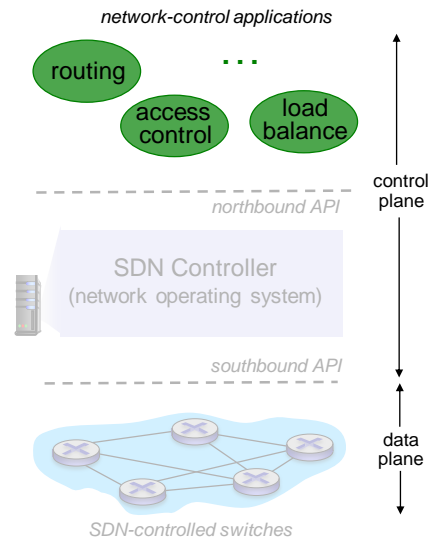 network-control applications
routing
...
access
control
load
balance
control
plane
northbound API
SDN Controller
(network operating system)
southbound API
data
plane
SDN-controlled switches